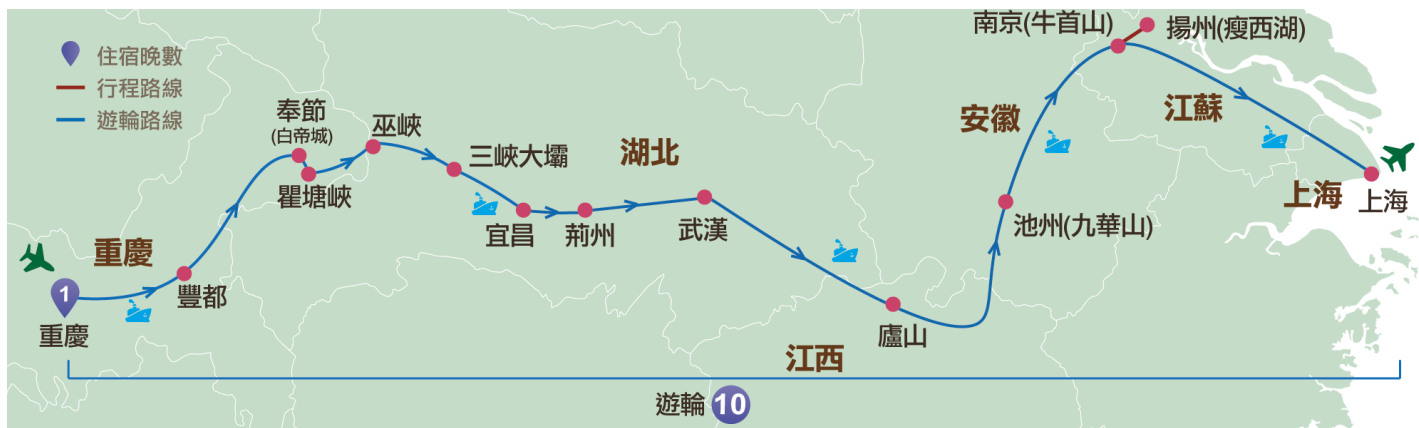 住宿晚數
行程路線
遊輪路線
重慶
1
重慶
豐都
奉節
(白帝城)
瞿塘峽
巫峽
三峽大壩
宜昌
荊州
湖北
武漢
廬山
江西
安徽
池州(九華山)
南京(牛首山)
揚州(瘦西湖)
江蘇
上海
上海
遊輪 10